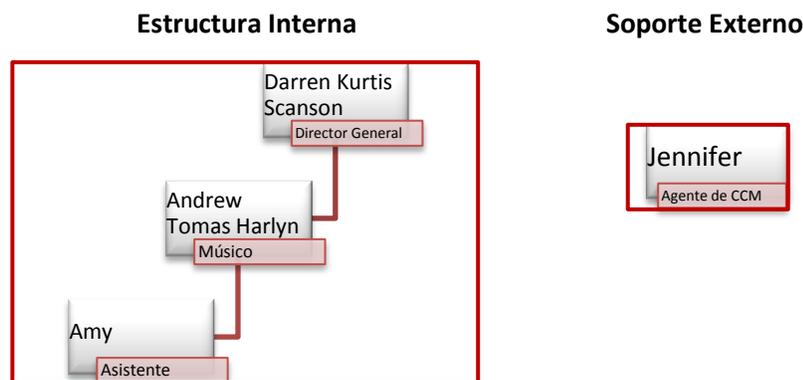 Estructura Interna
Soporte Externo
Darren Kurtis
Scanson
Director General
Jennifer
Agente de CCM
Andrew
Tomas Harlyn
Músico
Amy
Asistente